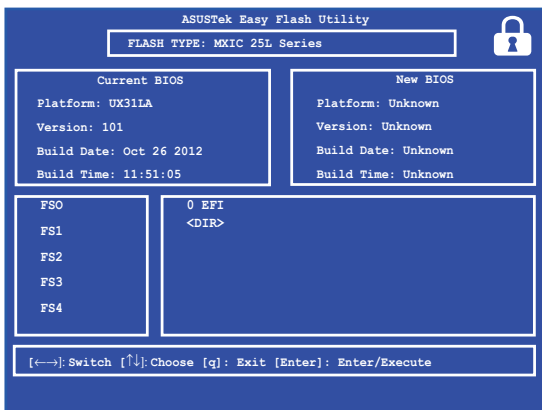 ASUSTek Easy Flash Utility
FLASH TYPE: MXIC 25L Series
Current BIOS
Platform: UX31LA
Version: 101
Build Date: Oct 26 2012
Build Time: 11:51:05
New BIOS
Platform: Unknown
Version: Unknown
Build Date: Unknown
Build Time: Unknown
FSO
FS1
FS2
FS3
FS4
0 EFI
<DIR>
[←→]: Switch [↑↓]: Choose [q]: Exit [Enter]: Enter/Execute